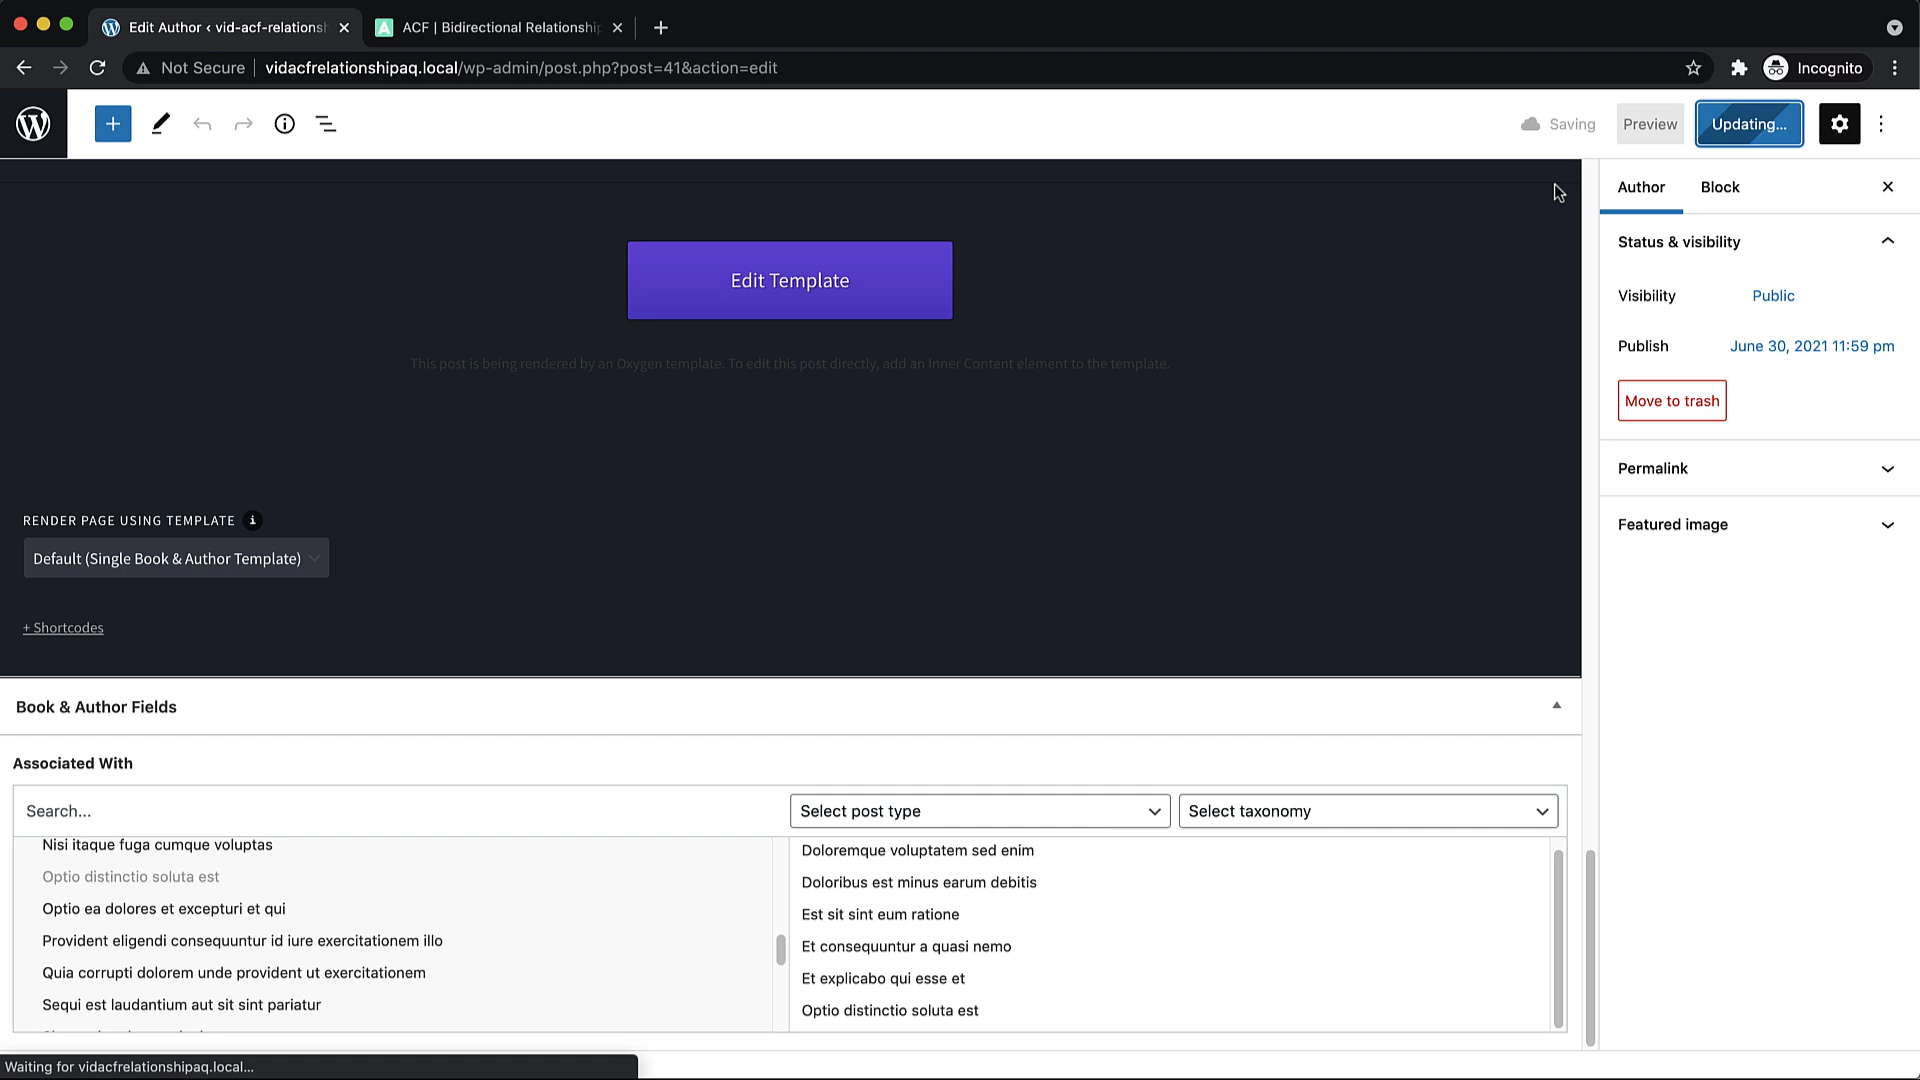 Edit Author ‹ vid-acf-relations
ACF | Bidirectional Relationship
Not Secure
vidacfrelationshipaq.local/wp-admin/post.php?post=41&action=edit
Incognito
Saving
Preview
Updating...
Author
Block
Status & visibility
Visibility
Public
Publish
June 30, 2021 11:59 pm
Move to trash
Permalink
Featured image
Edit Template
This post is being rendered by an Oxygen template. To edit this post directly, add an Inner Content element to the template.
RENDER PAGE USING TEMPLATE
Default (Single Book & Author Template)
+ Shortcodes
Book & Author Fields
Associated With
Search...
Select post type
Select taxonomy
Nisi itaque fuga cumque voluptas
Optio distinctio soluta est
Optio ea dolores et excepturi et qui
Provident eligendi consequuntur id iure exercitationem illo
Quia corrupti dolorem unde provident ut exercitationem
Sequi est laudantium aut sit sint pariatur
Doloremque voluptatem sed enim
Doloribus est minus earum debitis
Est sit sint eum ratione
Et consequuntur a quasi nemo
Et explicabo qui esse et
Optio distinctio soluta est
Waiting for vidacfrelationshipaq.local...